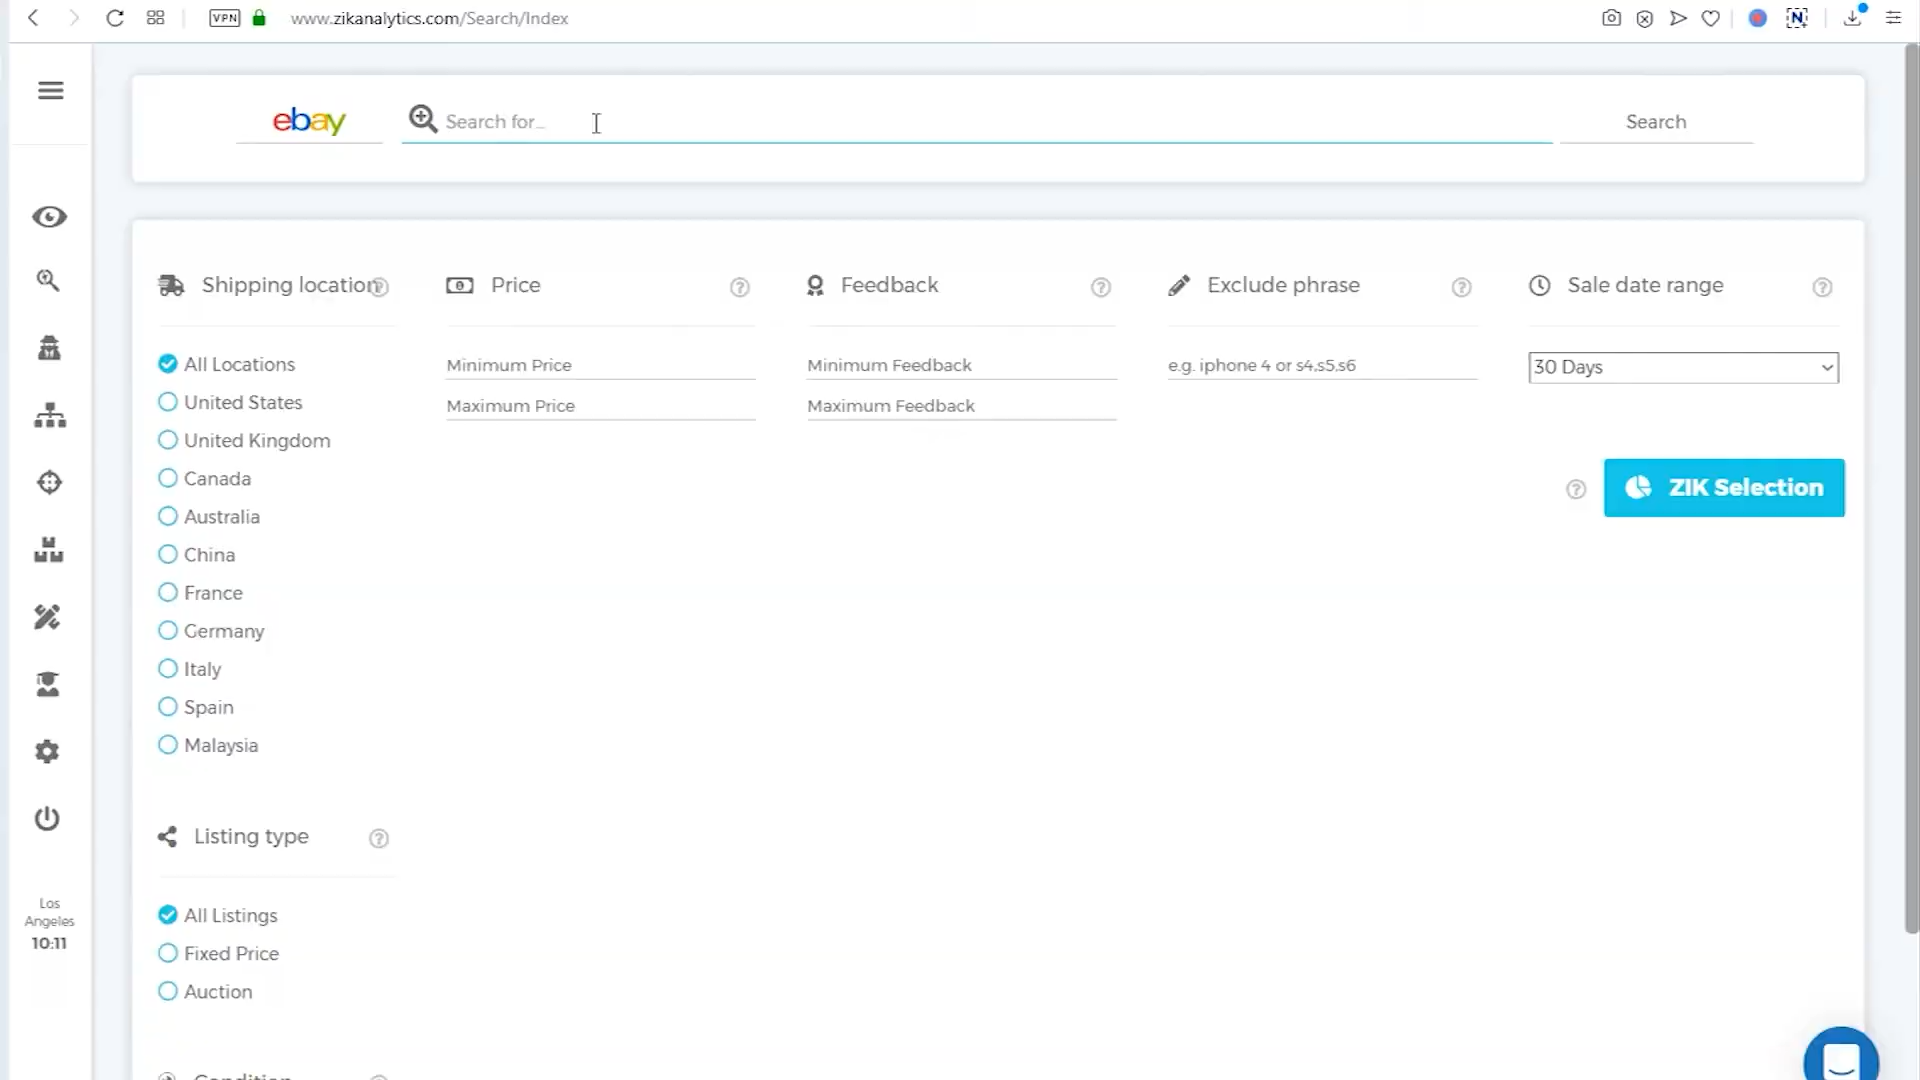 VPN
www.zikanalytics.com/Search/Index
N
ebay
Search for...
Search
Shipping location
Price
Feedback
Exclude phrase
Sale date range
All Locations
Minimum Price
Minimum Feedback
e.g. iphone 4 or s4,s5,s6
30 Days
United States
Maximum Price
Maximum Feedback
United Kingdom
Canada
ZIK Selection
Australia
China
France
Germany
Italy
Spain
Malaysia
Listing type
All Listings
Fixed Price
Auction
Condition
Los
Angeles
10:11